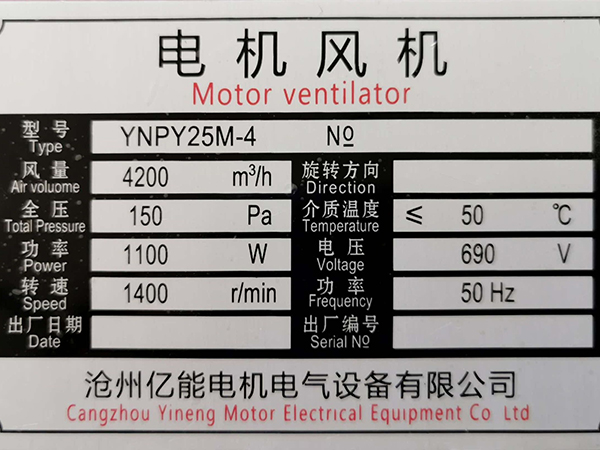 电机风机
Motor ventilator
型号 YNPY25M-4 №
Type
风量 4200 m³/h 旋转方向
Air voluome Direction
全压 150 Pa 介质温度 ≤ 50 ℃
Total Pressure Temperature
功率 1100 W 电压 690 V
Power Voltage
转速 1400 r/min 功率 50 Hz
Speed Frequency
出厂日期 出厂编号
Date Serial №
沧州亿能电机电气设备有限公司
Cangzhou Yineng Motor Electrical Equipment Co Ltd